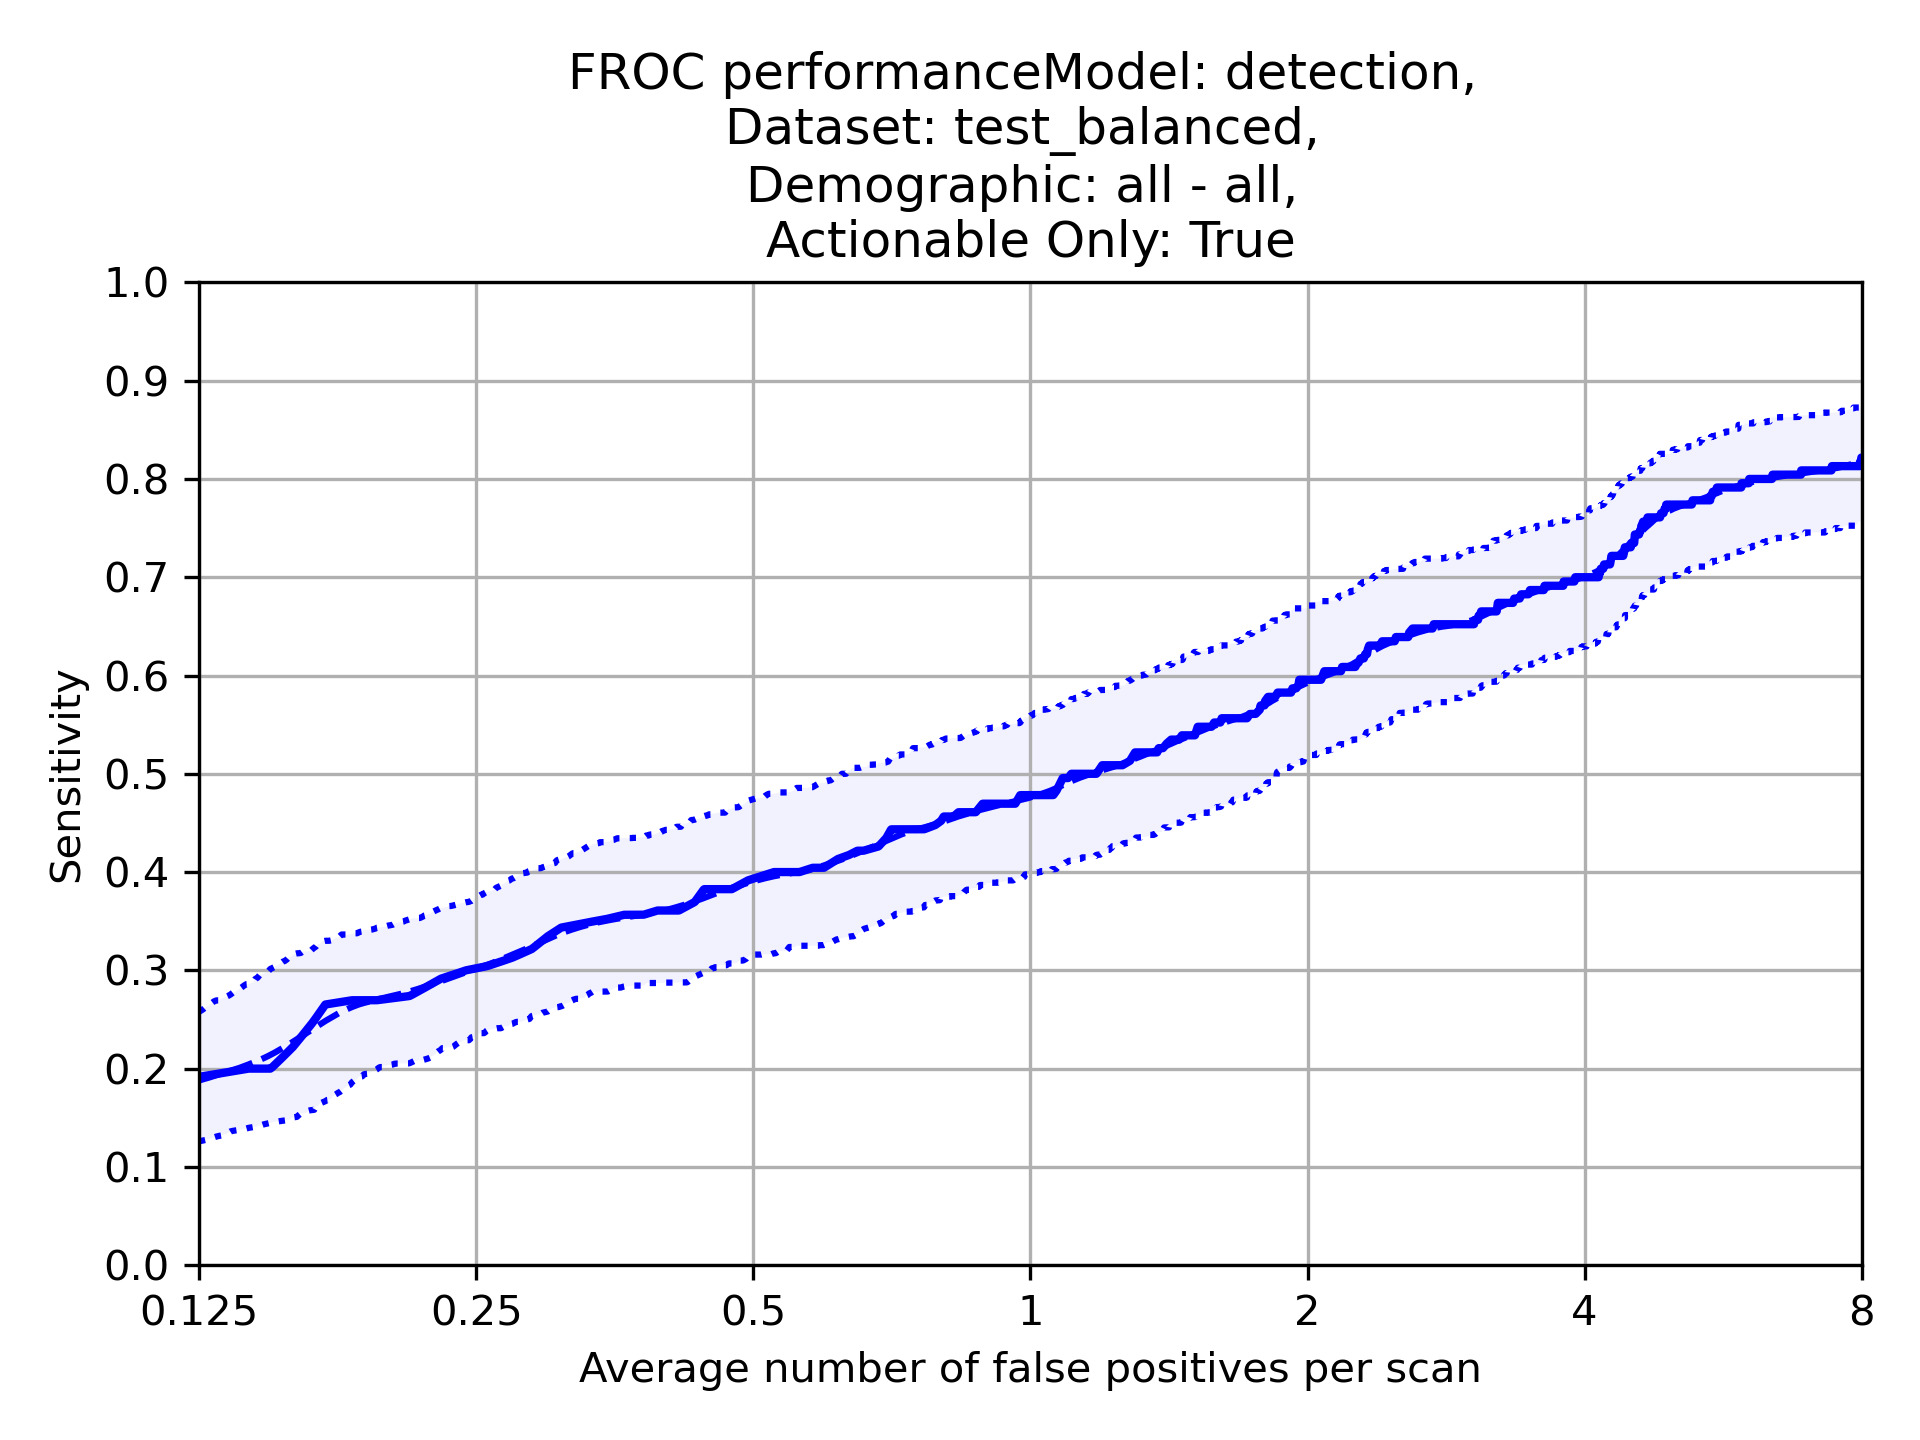 FROC performanceModel: detection,
Dataset: test_balanced,
Demographic: all - all,
Actionable Only: True
1.0
0.9
0.8
0.7
0.6
0.5
0.4
0.3
0.2
0.1
0.0
Sensitivity
0.125 0.25 0.5 1 2 4 8
Average number of false positives per scan